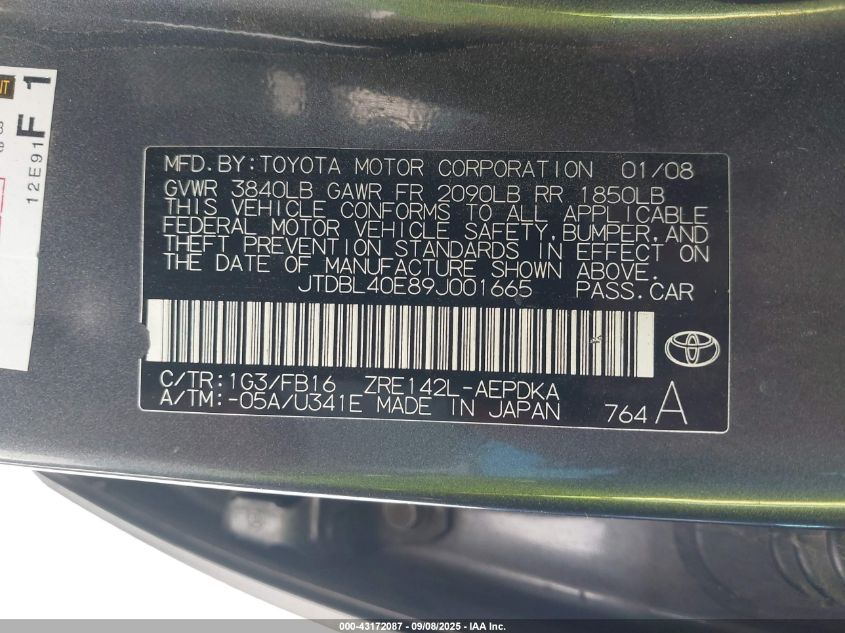 MFD. BY: TOYOTA MOTOR CORPORATION 01/08
GVWR 3840LB GAWR FR 2090LB RR 1850LB
THIS VEHICLE CONFORMS TO ALL APPLICABLE
FEDERAL MOTOR VEHICLE SAFETY, BUMPER, AND
THEFT PREVENTION STANDARDS IN EFFECT ON
THE DATE OF MANUFACTURE SHOWN ABOVE.
JTDBL40E89J001665 PASS. CAR
C/TR: 1G3/FB16 ZRE142L-AEPDKA
A/TM: -05A/U341E MADE IN JAPAN 764 A
F 1
12E91
000-43172087 - 09/08/2025 - IAA Inc.